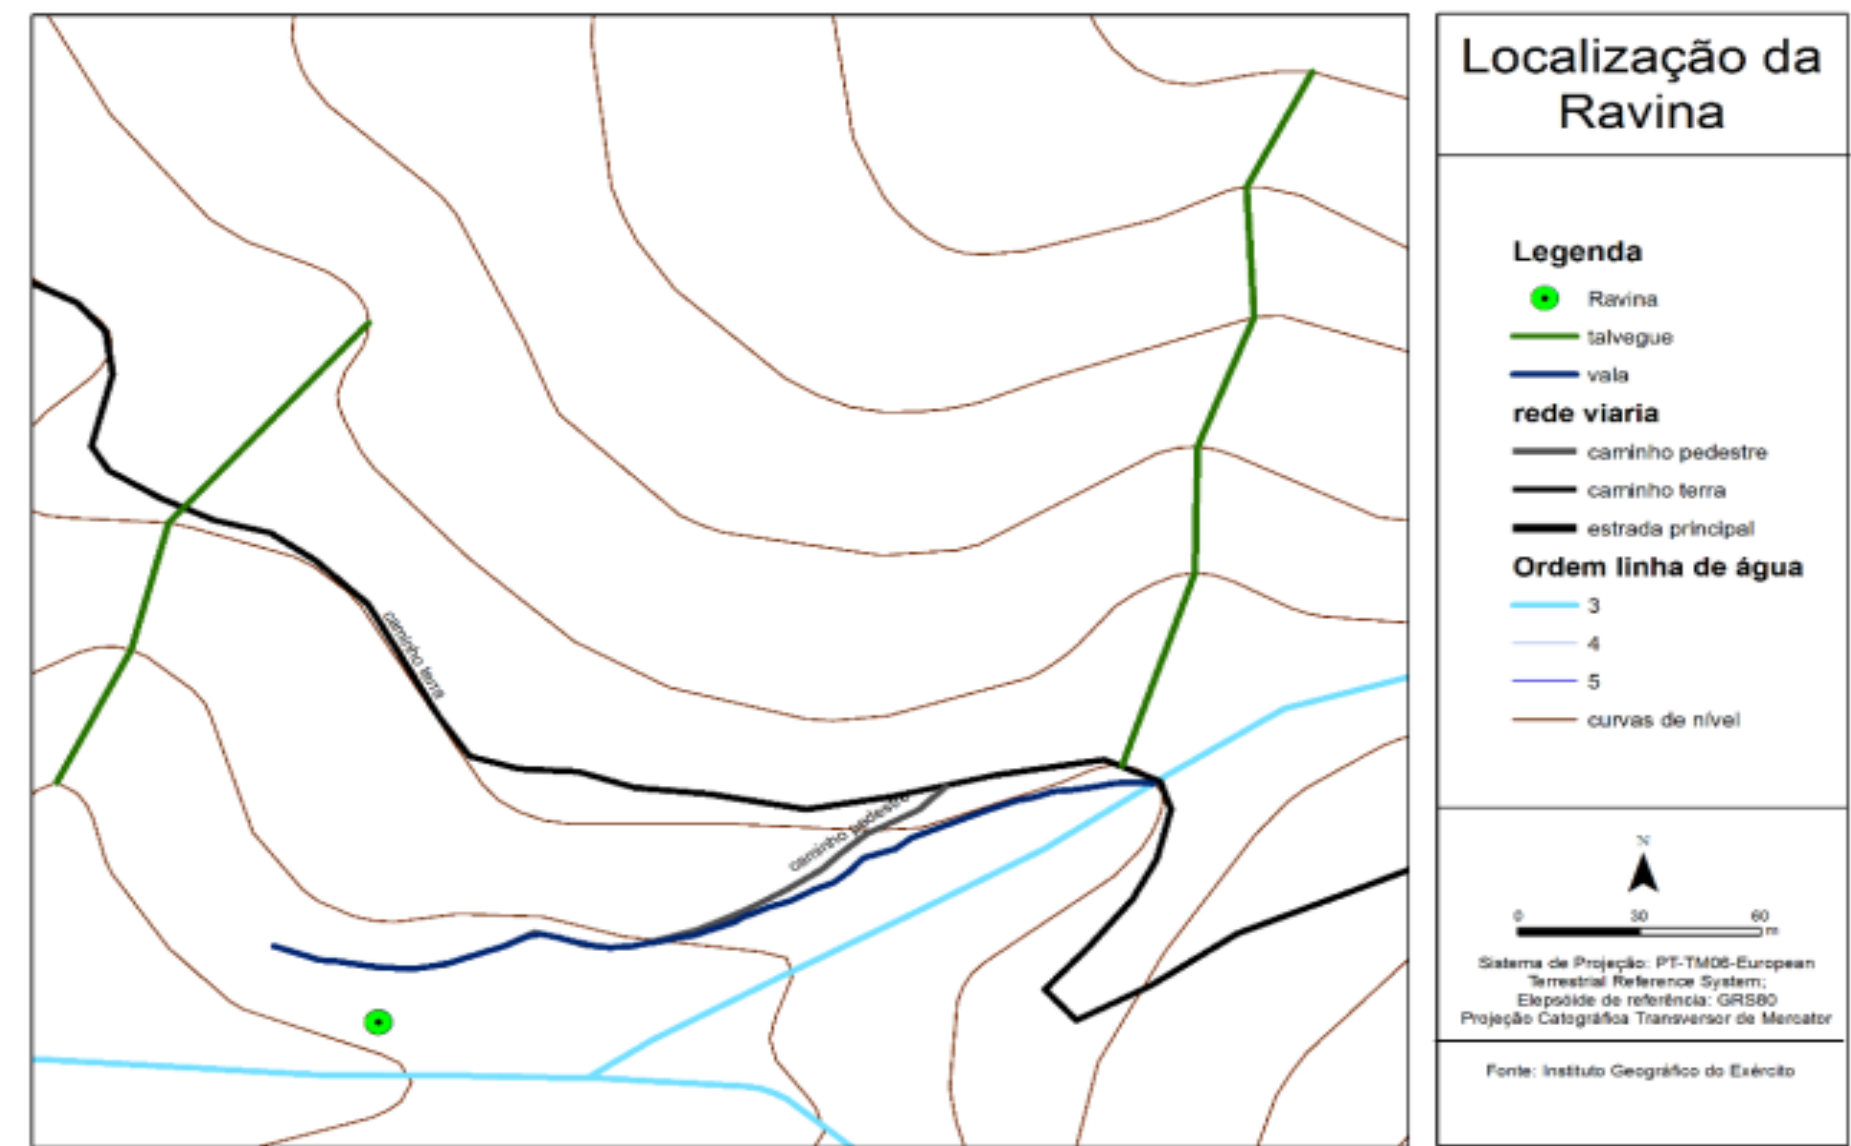 Localização da
Ravina
Legenda
Ravina
talvegue
vala
rede viaria
caminho pedestre
caminho terra
estrada principal
Ordem linha de água
3
4
5
curvas de nível
caminho terra
caminho pedestre
N
0 30 60
m
Sistema de Projeção: PT-TM06-European
Terrestrial Reference System;
Elepsóide de referência: GRS80
Projeção Catográfica Transversor de Mercator
Fonte: Instituto Geográfico do Exército